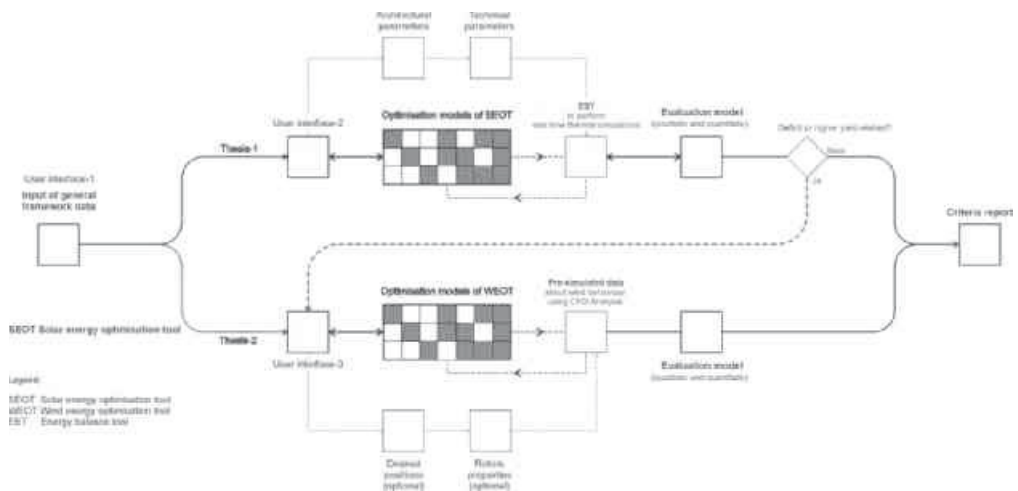 Architectural
parameters
Technical
parameters
User interface-2
Optimisation models of SEOT
EBT
to perform
real time thermal simulations
Evaluation model
(qualitative and quantitative)
Deficit or higher yield
Thesis-1
User interface-1
Input of general
framework data
Criteria report
Optimisation models of WEOT
Pre-simulated data
about wind behaviour
using CFD Analysis
SEOT Solar energy optimisation tool
Thesis-2
User interface-3
Evaluation model
(qualitative and quantitative)
Legend:
SEOT Solar energy optimisation tool
WEOT Wind energy optimisation tool
EBT Energy balance tool
Desired
positions
(optional)
Rotors
properties
(optional)